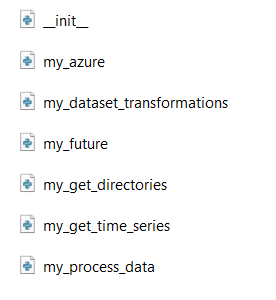 __init__
my_azure
my_dataset_transformations
my_future
my_get_directories
my_get_time_series
my_process_data